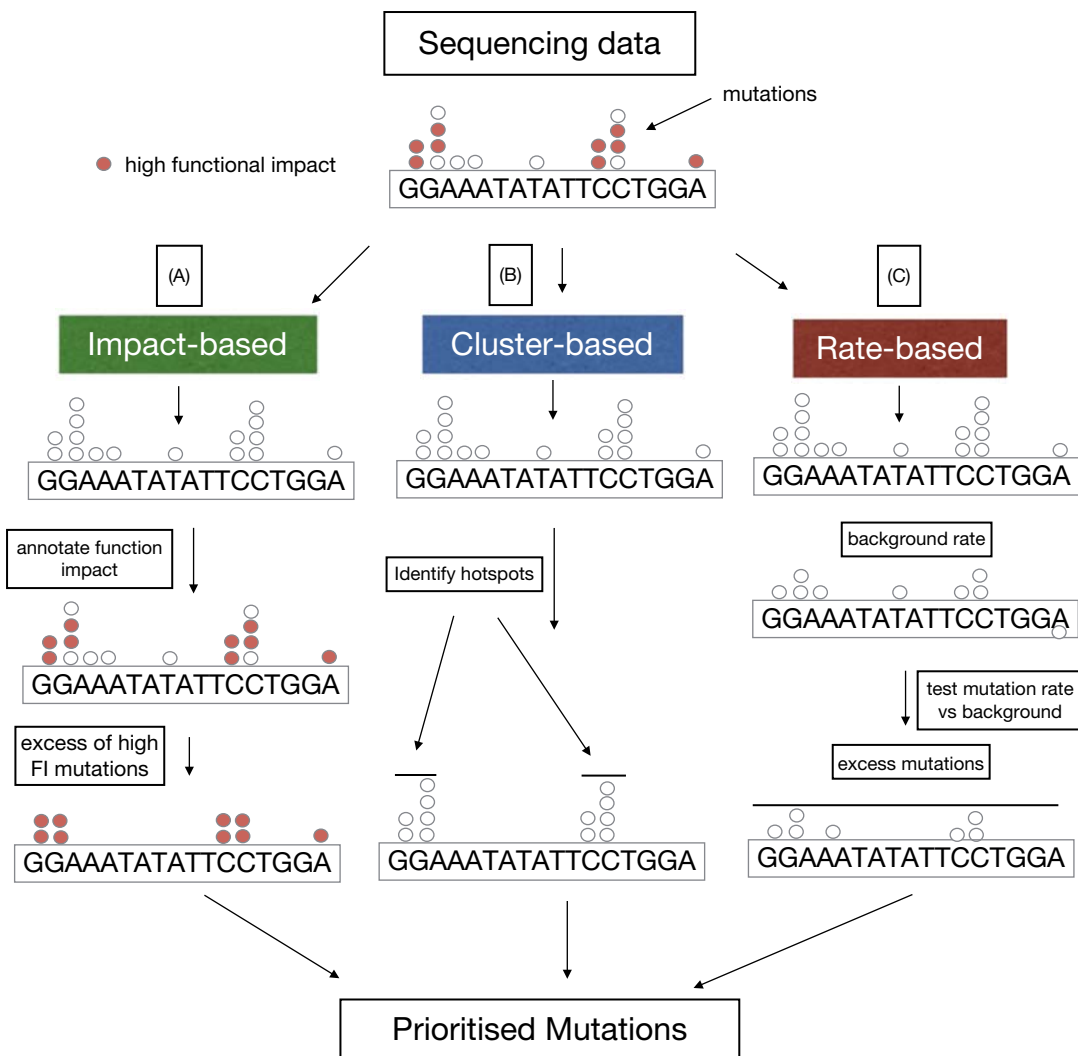 Sequencing data
mutations
high functional impact
GGAAATATATTCCTGGA
(A)
(B)
(C)
Impact-based
Cluster-based
Rate-based
GGAAATATATTCCTGGA
GGAAATATATTCCTGGA
GGAAATATATTCCTGGA
annotate function
impact
Identify hotspots
background rate
GGAAATATATTCCTGGA
GGAAATATATTCCTGGA
test mutation rate
vs background
excess of high
FI mutations
excess mutations
GGAAATATATTCCTGGA
GGAAATATATTCCTGGA
GGAAATATATTCCTGGA
Prioritised Mutations